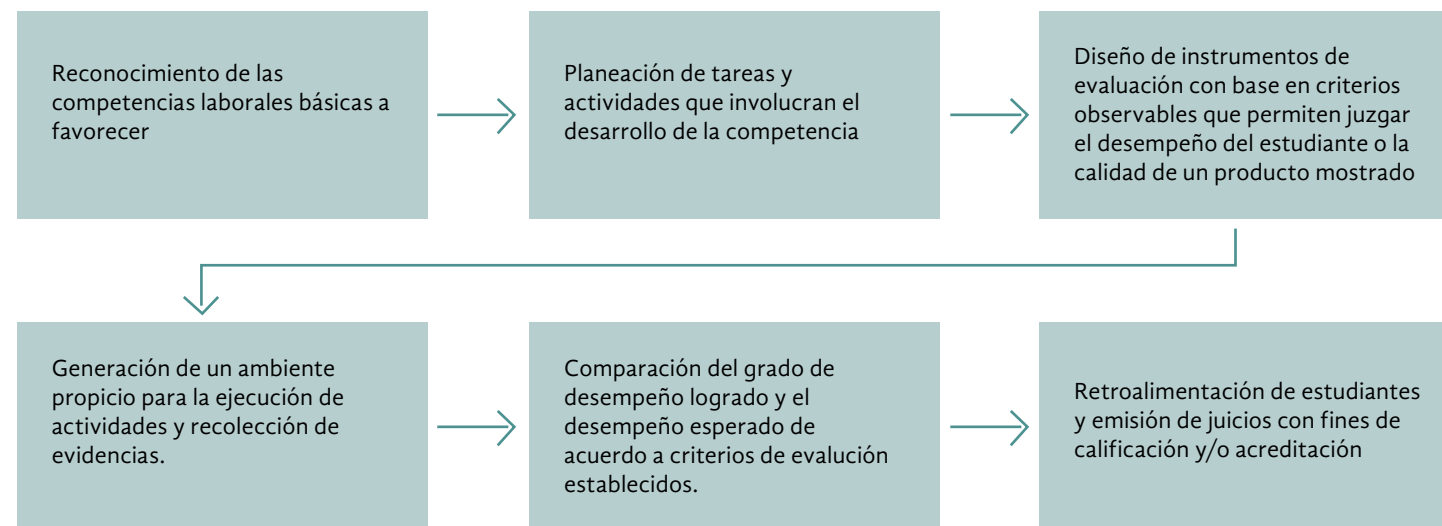 Reconocimiento de las
competencias laborales básicas a
favorecer
Planeación de tareas y
actividades que involucran el
desarrollo de la competencia
Diseño de instrumentos de
evaluación con base en criterios
observables que permiten juzgar
el desempeño del estudiante o la
calidad de un producto mostrado
Generación de un ambiente
propicio para la ejecución de
actividades y recolección de
evidencias.
Comparación del grado de
desempeño logrado y el
desempeño esperado de
acuerdo a criterios de evalución
establecidos.
Retroalimentación de estudiantes
y emisión de juicios con fines de
calificación y/o acreditación